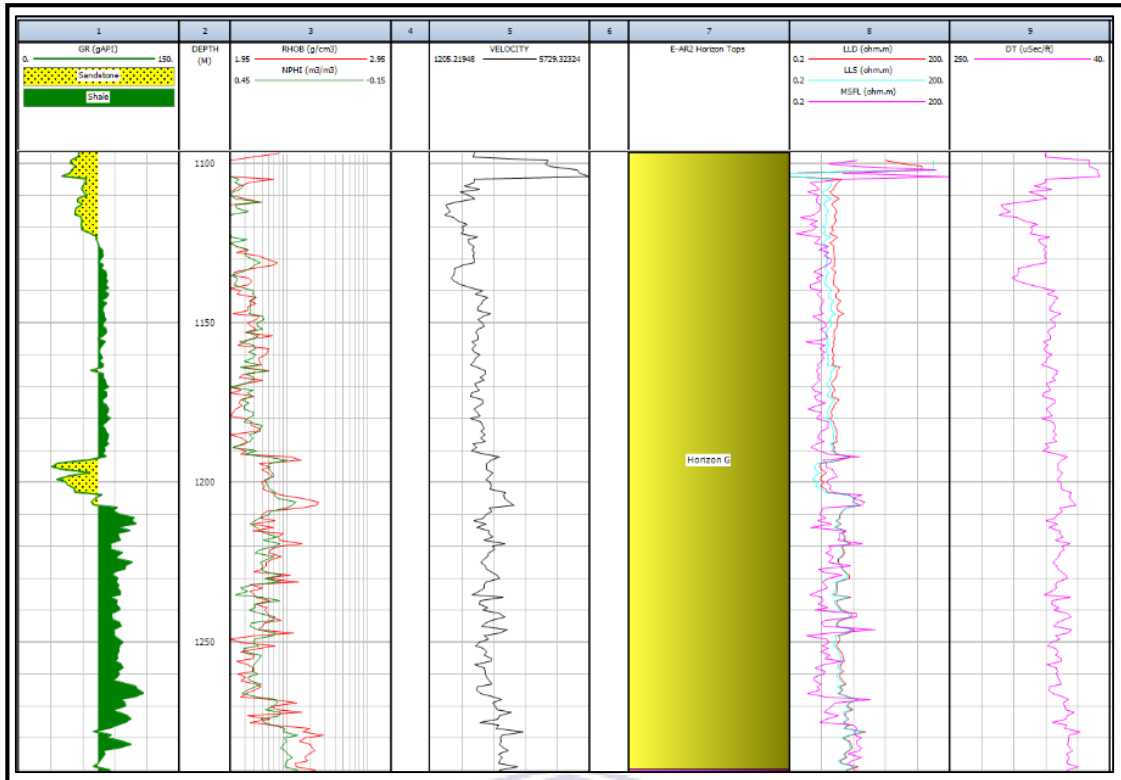 1 2 3 4 5 6 7 8 9
GR (gAPI)
0. 150.
Sandstone
Shale
DEPTH
(M)
RHOB (g/cm3)
1.95 2.95
NPHI (m3/m3)
0.45 -0.15
VELOCITY
1205.21948 5729.32324
E-AR2 Horizon Tops
LLD (ohm.m)
0.2 200.
LLS (ohm.m)
0.2 200.
MSFL (ohm.m)
0.2 200.
DT (uSec/ft)
250. 40.
1100
1150
1200
1250
Horizon G